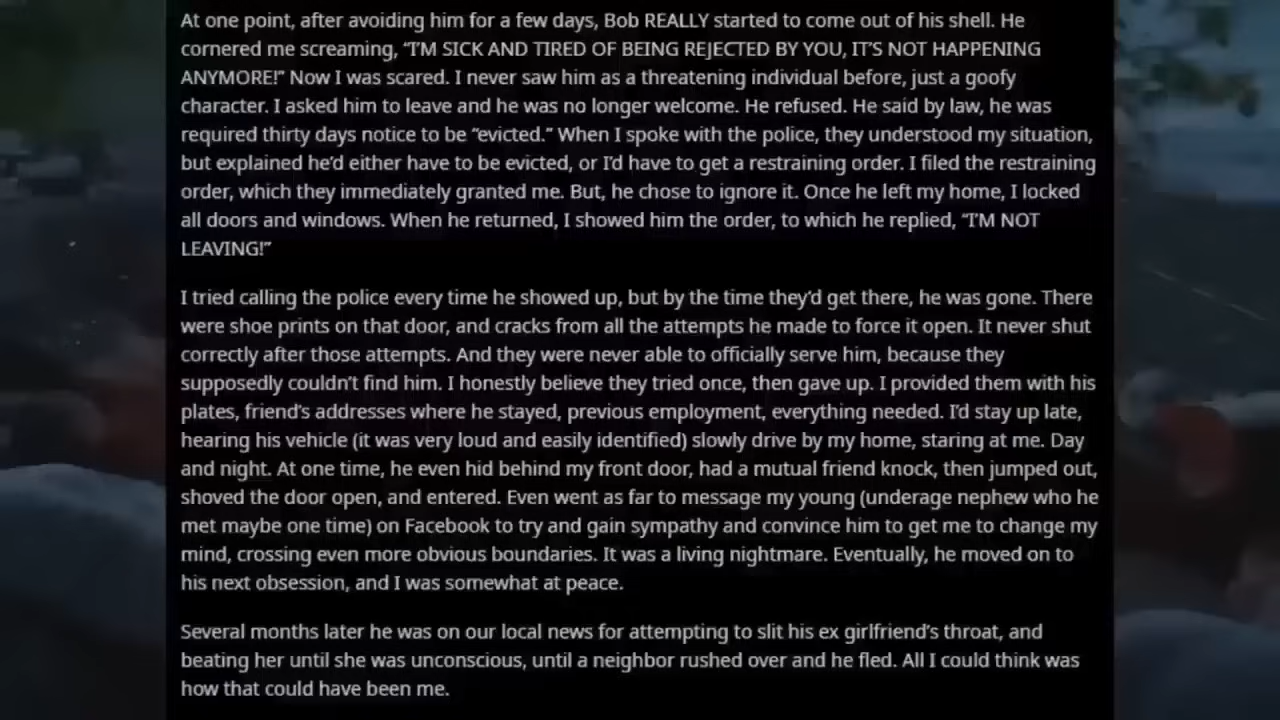 At one point, after avoiding him for a few days, Bob REALLY started to come out of his shell. He
cornered me screaming, “I’M SICK AND TIRED OF BEING REJECTED BY YOU, IT’S NOT HAPPENING
ANYMORE!” Now I was scared. I never saw him as a threatening individual before, just a goofy
character. I asked him to leave and he was no longer welcome. He refused. He said by law, he was
required thirty days notice to be “evicted.” When I spoke with the police, they understood my situation,
but explained he’d either have to be evicted, or I’d have to get a restraining order. I filed the restraining
order, which they immediately granted me. But, he chose to ignore it. Once he left my home, I locked
all doors and windows. When he returned, I showed him the order, to which he replied, “I’M NOT
LEAVING!”
I tried calling the police every time he showed up, but by the time they’d get there, he was gone. There
were shoe prints on that door, and cracks from all the attempts he made to force it open. It never shut
correctly after those attempts. And they were never able to officially serve him, because they
supposedly couldn’t find him. I honestly believe they tried once, then gave up. I provided them with his
plates, friend’s addresses where he stayed, previous employment, everything needed. I’d stay up late,
hearing his vehicle (it was very loud and easily identified) slowly drive by my home, staring at me. Day
and night. At one time, he even hid behind my front door, had a mutual friend knock, then jumped out,
shoved the door open, and entered. Even went as far to message my young (underage nephew who he
met maybe one time) on Facebook to try and gain sympathy and convince him to get me to change my
mind, crossing even more obvious boundaries. It was a living nightmare. Eventually, he moved on to
his next obsession, and I was somewhat at peace.
Several months later he was on our local news for attempting to slit his ex girlfriend’s throat, and
beating her until she was unconscious, until a neighbor rushed over and he fled. All I could think was
how that could have been me.